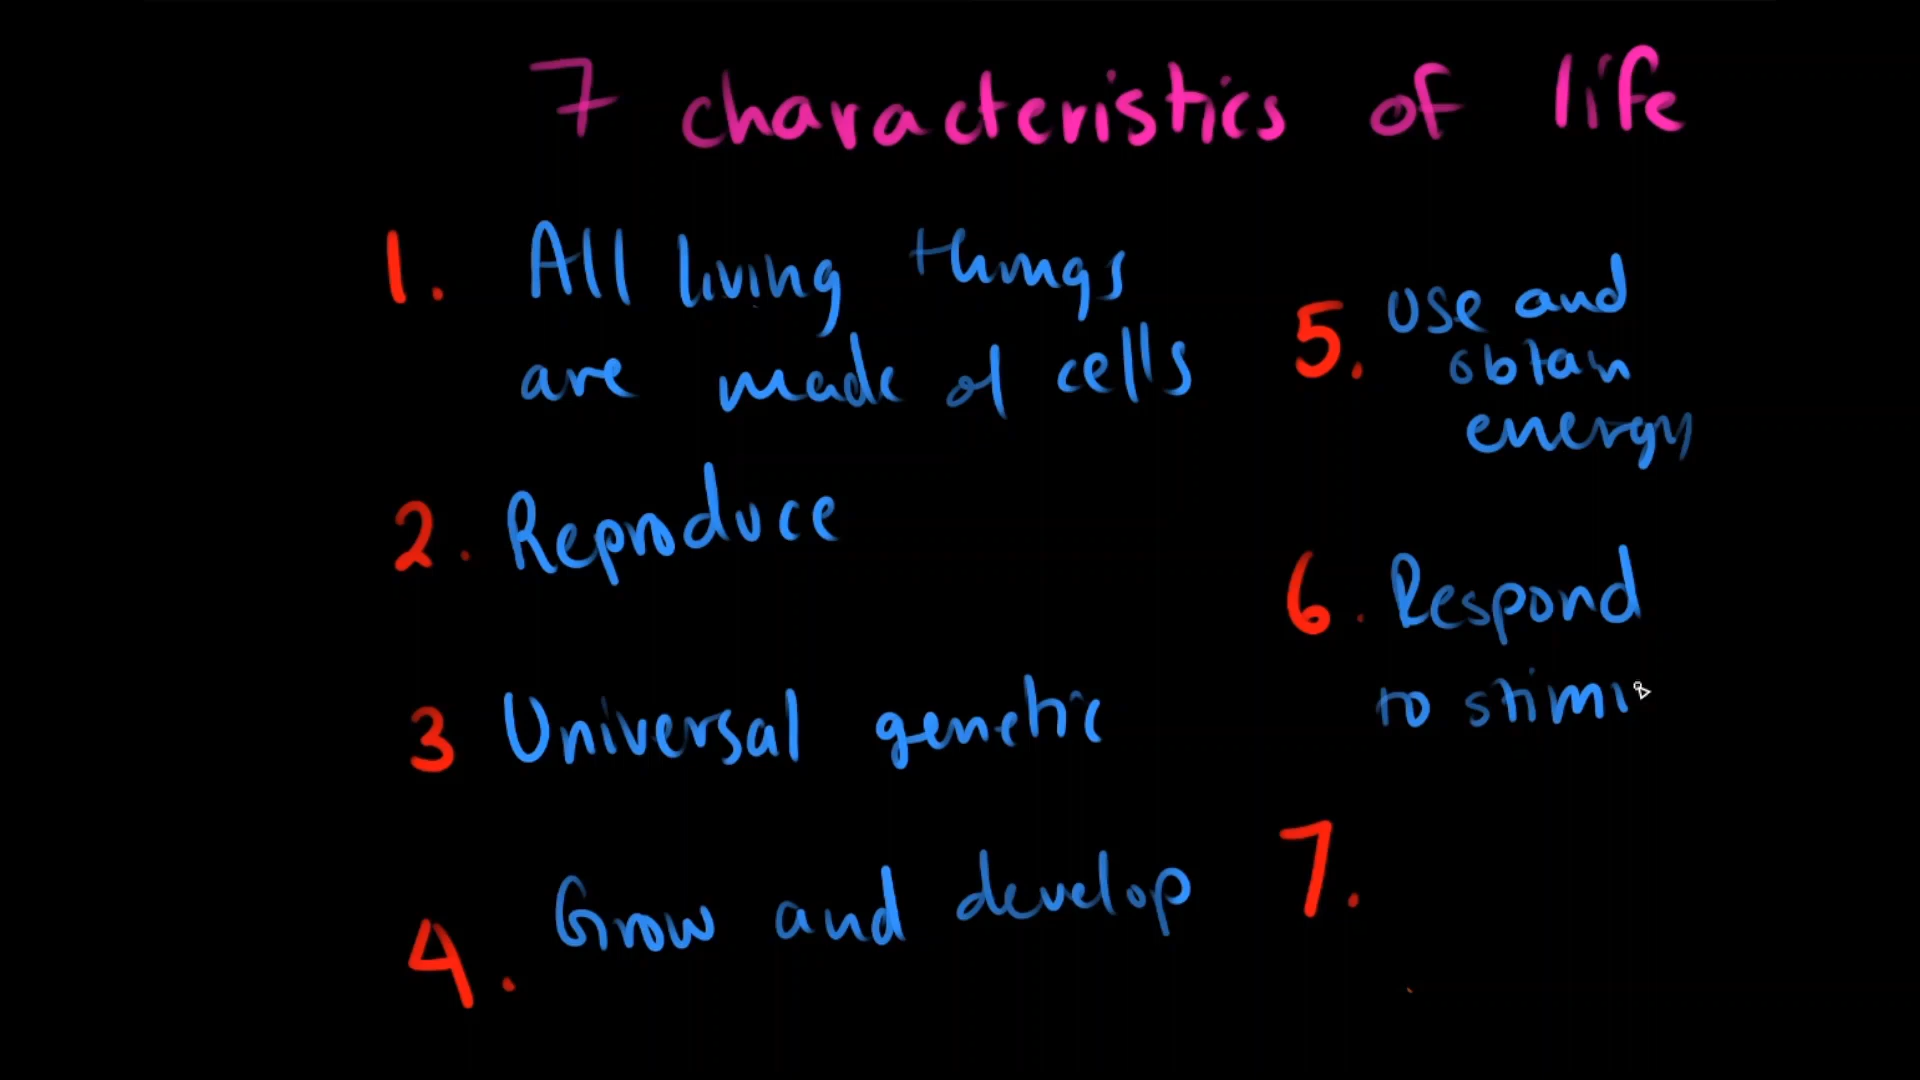 7 characteristics of life
1. All living things
are made of cells
2. Reproduce
3 Universal genetic
4. Grow and develop
5. Use and
obtain
energy
6. Respond
to stimi
7.